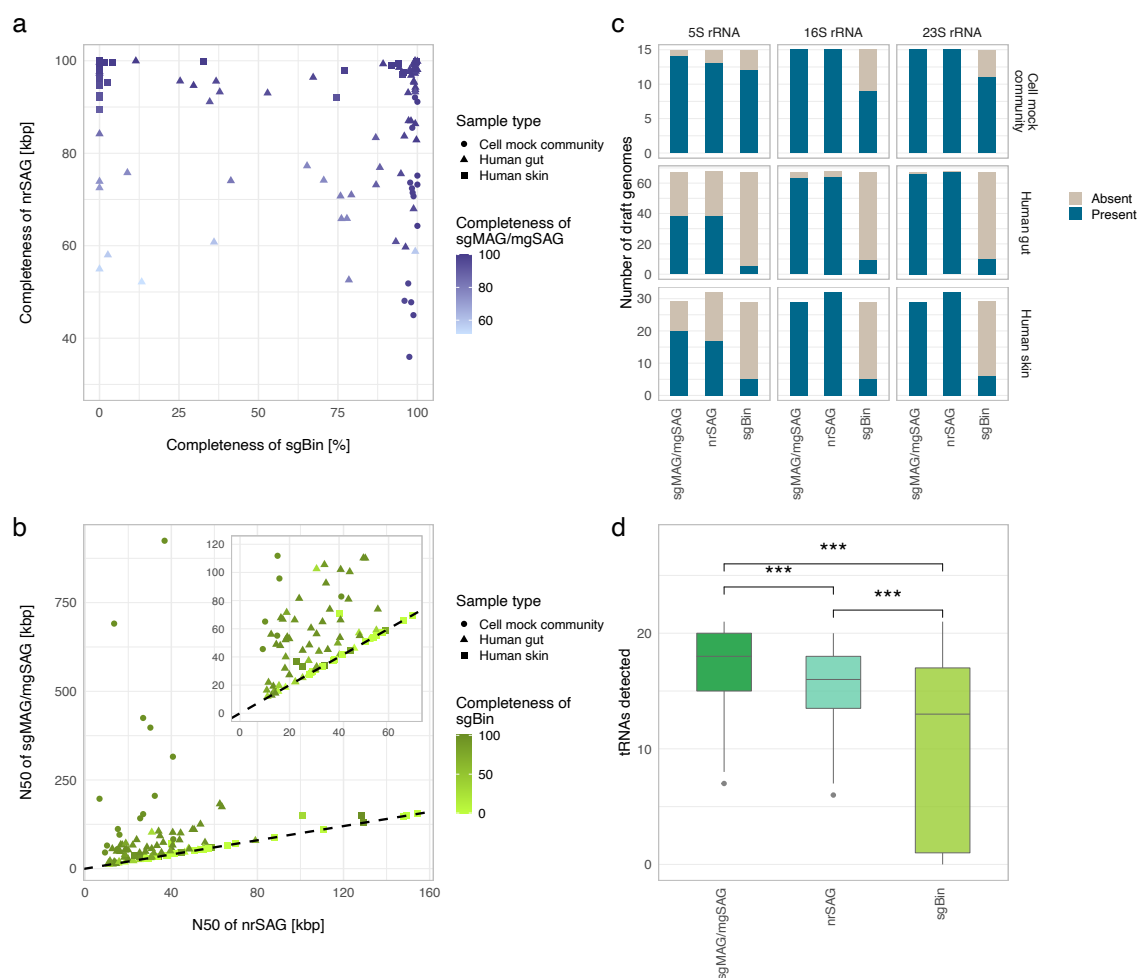 a
Completeness of nrSAG [kbp]
100
80
60
40
0
25
50
75
100
Completeness of sgBin [%]
Sample type
Cell mock community
Human gut
Human skin
Completeness of
sgMAG/mgSAG
100
80
60
c
5S rRNA
16S rRNA
23S rRNA
Number of draft genomes
15
10
5
0
Cell mock
community
60
40
20
0
Human gut
30
20
10
0
Human skin
sgMAG/mgSAG
nrSAG
sgBin
sgMAG/mgSAG
nrSAG
sgBin
sgMAG/mgSAG
nrSAG
sgBin
Absent
Present
b
N50 of sgMAG/mgSAG [kbp]
750
500
250
0
0
40
80
120
160
N50 of nrSAG [kbp]
120
100
80
60
40
20
0
0
20
40
60
Sample type
Cell mock community
Human gut
Human skin
Completeness of
sgBin
100
50
0
d
tRNAs detected
20
10
0
***
***
***
sgMAG/mgSAG
nrSAG
sgBin